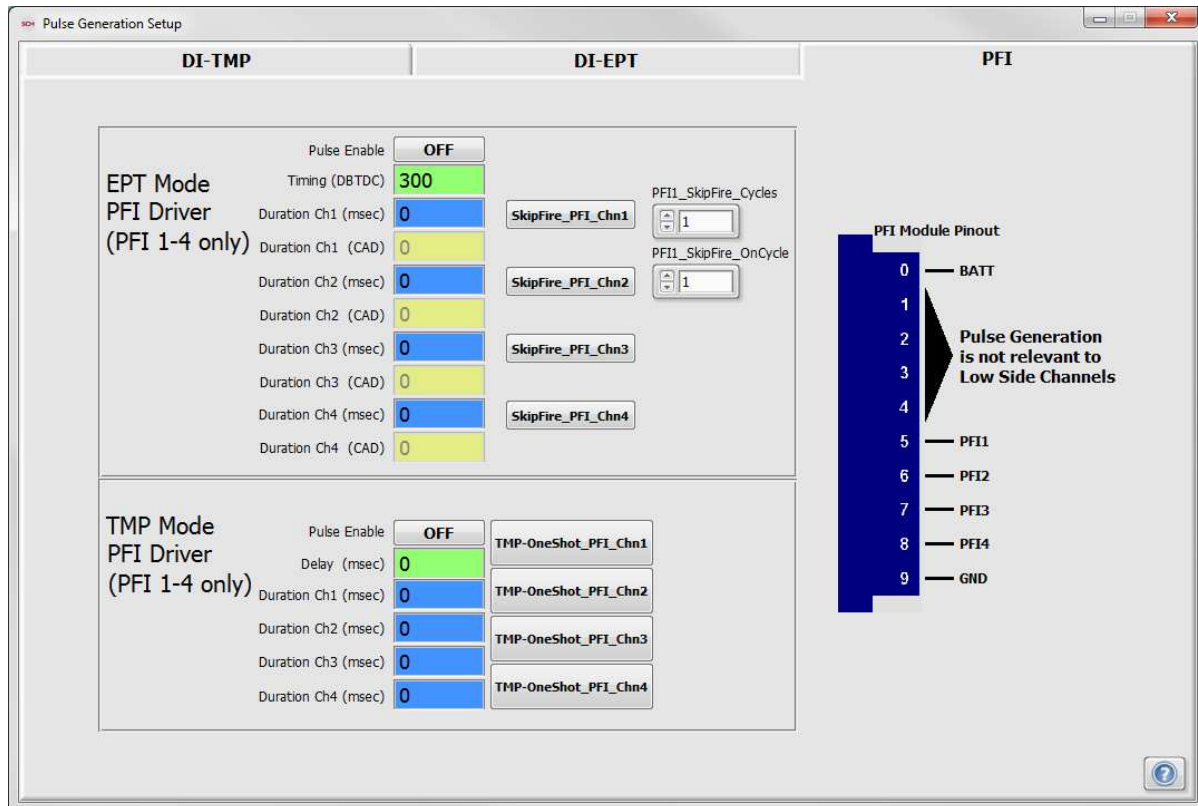 Pulse Generation Setup
DI-TMP DI-EPT PFI
EPT Mode
PFI Driver
(PFI 1-4 only)
Pulse Enable OFF
Timing (DBTDC) 300
Duration Ch1 (msec) 0 SkipFire_PFI_Chn1
Duration Ch1 (CAD) 0
Duration Ch2 (msec) 0 SkipFire_PFI_Chn2
Duration Ch2 (CAD) 0
Duration Ch3 (msec) 0 SkipFire_PFI_Chn3
Duration Ch3 (CAD) 0
Duration Ch4 (msec) 0 SkipFire_PFI_Chn4
Duration Ch4 (CAD) 0
PFI1_SkipFire_Cycles
1
PFI1_SkipFire_OnCycle
1
TMP Mode
PFI Driver
(PFI 1-4 only)
Pulse Enable OFF
Delay (msec) 0
Duration Ch1 (msec) 0
Duration Ch2 (msec) 0
Duration Ch3 (msec) 0
Duration Ch4 (msec) 0
TMP-OneShot_PFI_Chn1
TMP-OneShot_PFI_Chn2
TMP-OneShot_PFI_Chn3
TMP-OneShot_PFI_Chn4
PFI Module Pinout
0 BATT
1
2
3
4
Pulse Generation
is not relevant to
Low Side Channels
5 PFI1
6 PFI2
7 PFI3
8 PFI4
9 GND